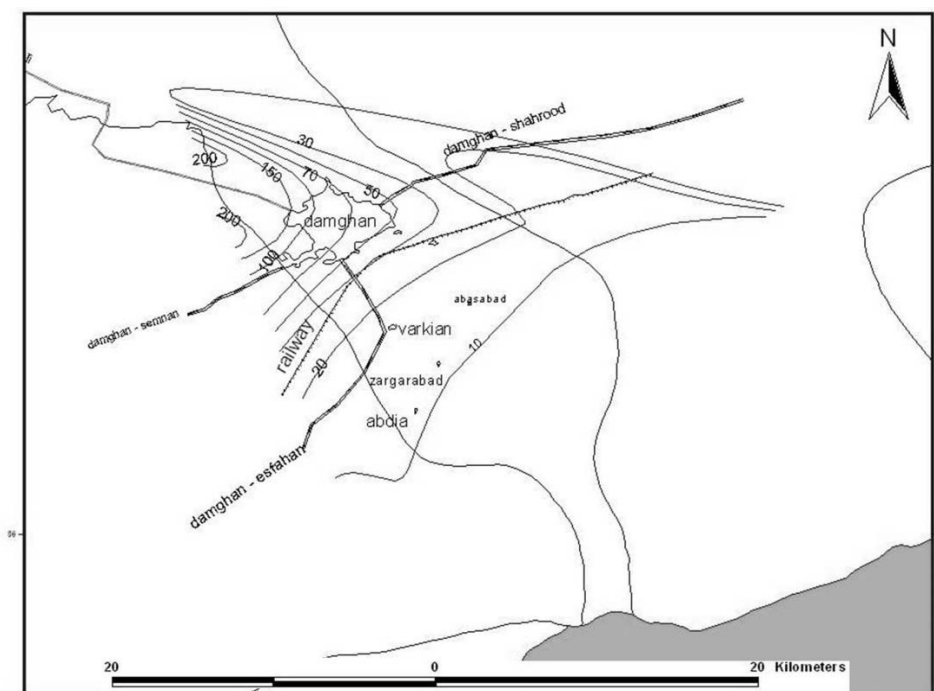 N
damghan - shahrood
30
200
150
70
50
200
damghan
100
abasabad
damghan - semnan
varkian
railway
10
20
zargarabad
abdia
damghan - esfahan
20 0 20 Kilometers